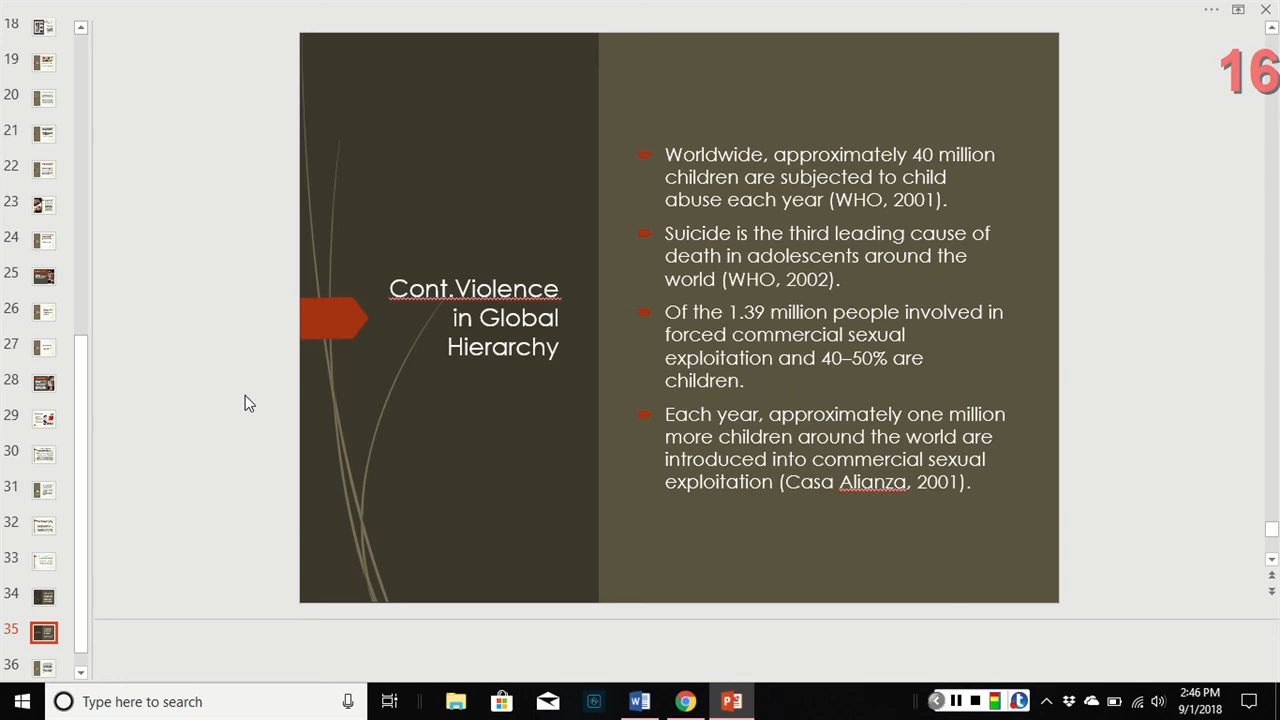 18
19
20
21
22
23
24
25
26
27
28
29
30
31
32
33
34
35
36
16
Cont.Violence
in Global
Hierarchy
Worldwide, approximately 40 million
children are subjected to child
abuse each year (WHO, 2001).
Suicide is the third leading cause of
death in adolescents around the
world (WHO, 2002).
Of the 1.39 million people involved in
forced commercial sexual
exploitation and 40–50% are
children.
Each year, approximately one million
more children around the world are
introduced into commercial sexual
exploitation (Casa Alianza, 2001).
Type here to search
2:46 PM
9/1/2018